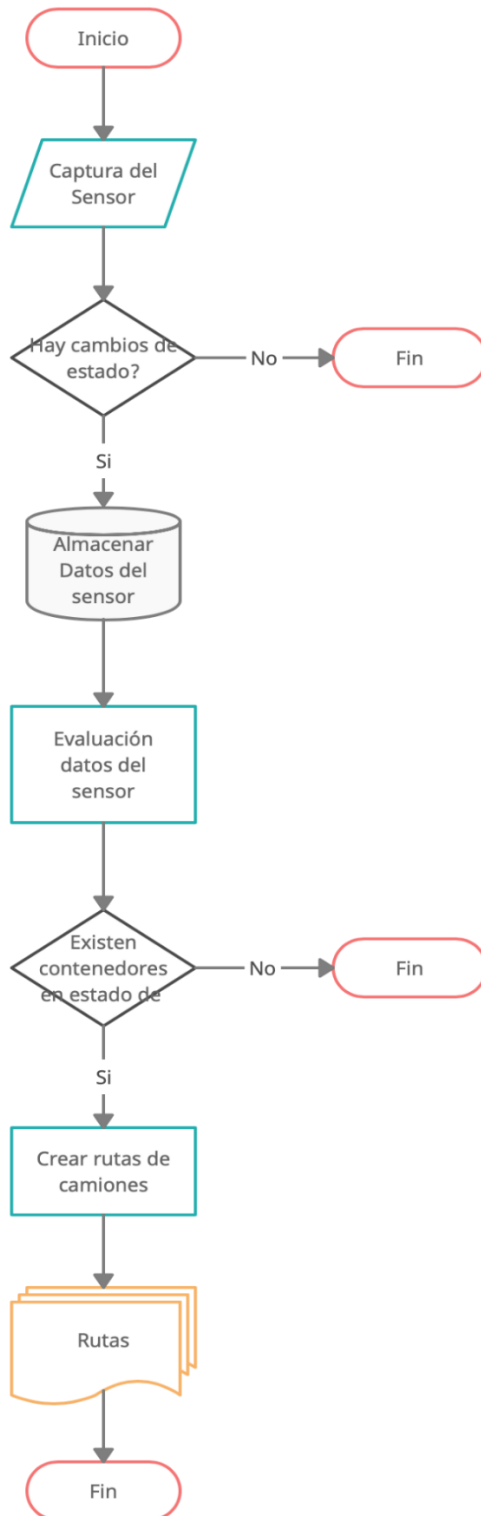 Inicio
Captura del
Sensor
Hay cambios de
estado?
No
Fin
Si
Almacenar
Datos del
sensor
Evaluación
datos del
sensor
Existen
contenedores
en estado de
No
Fin
Si
Crear rutas de
camiones
Rutas
Fin